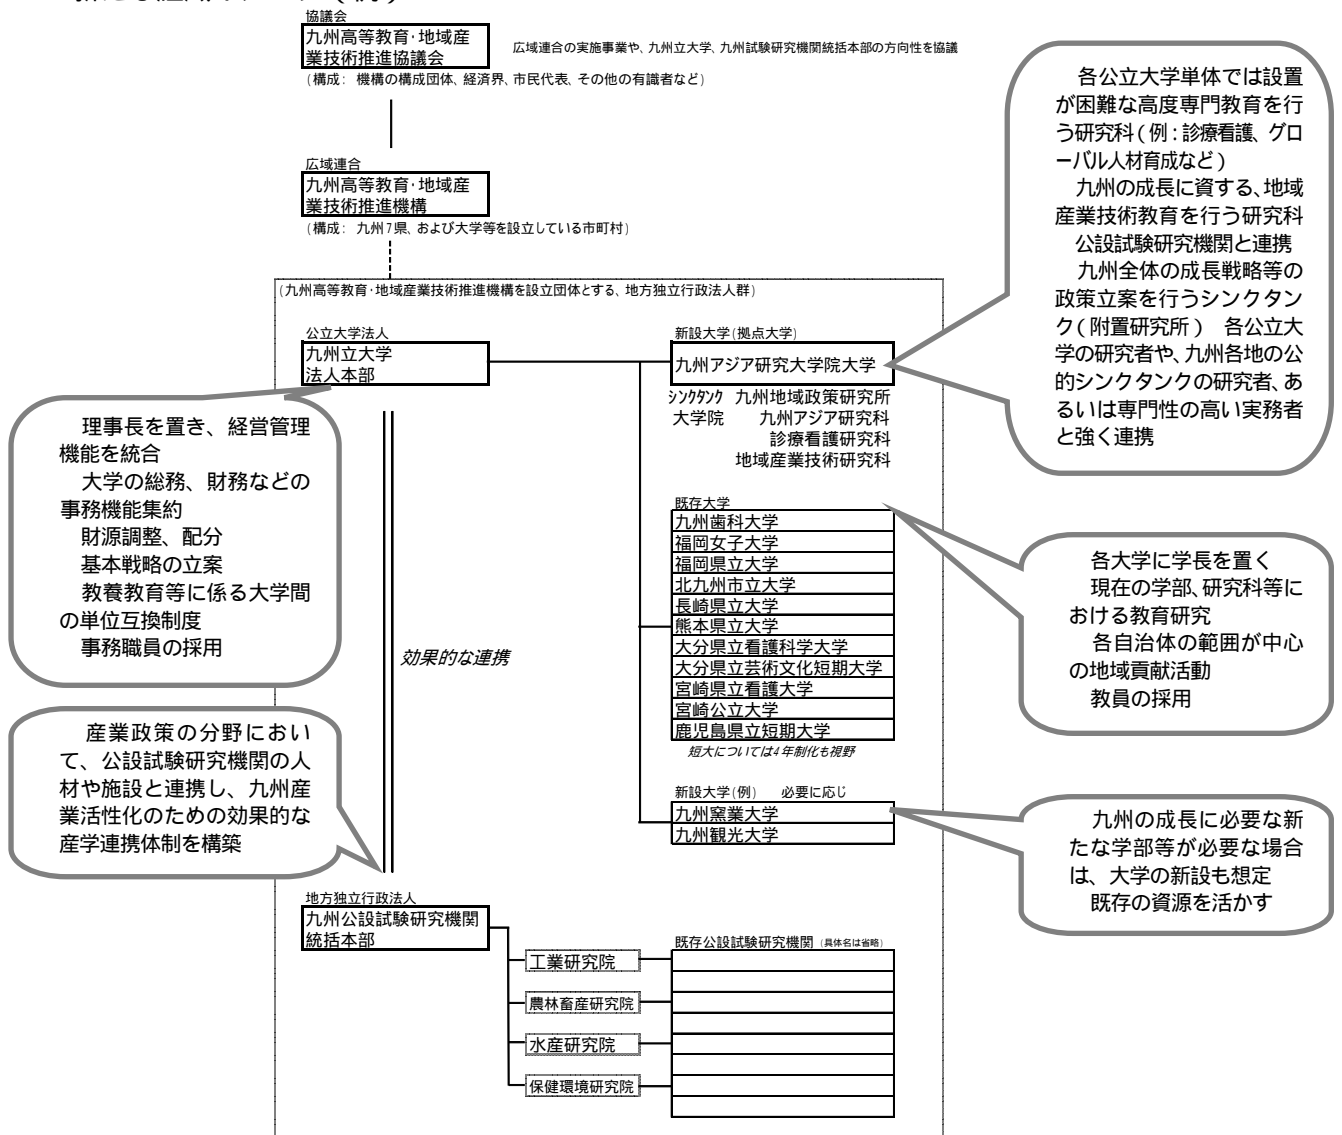 協議会
九州高等教育・地域産
業技術推進協議会
広域連合の実施事業や、九州立大学、九州試験研究機関統括本部の方向性を協議
(構成: 機構の構成団体、経済界、市民代表、その他の有識者など)
広域連合
九州高等教育・地域産
業技術推進機構
(構成: 九州7県、および大学等を設立している市町村)
(九州高等教育・地域産業技術推進機構を設立団体とする、地方独立行政法人群)
公立大学法人
九州立大学
法人本部
新設大学(拠点大学)
九州アジア研究大学院大学
シンクタンク 九州地域政策研究所
大学院 九州アジア研究科
診療看護研究科
地域産業技術研究科
各公立大学単体では設置
が困難な高度専門教育を行
う研究科(例:診療看護、グロ
ーバル人材育成など)
九州の成長に資する、地域
産業技術教育を行う研究科
公設試験研究機関と連携
九州全体の成長戦略等の
政策立案を行うシンクタン
ク(附置研究所) 各公立大
学の研究者や、九州各地の公
的シンクタンクの研究者、あ
るいは専門性の高い実務者
と強く連携
理事長を置き、経営管理
機能を統合
大学の総務、財務などの
事務機能集約
財源調整、配分
基本戦略の立案
教養教育等に係る大学間
の単位互換制度
事務職員の採用
効果的な連携
既存大学
九州歯科大学
福岡女子大学
福岡県立大学
北九州市立大学
長崎県立大学
熊本県立大学
大分県立看護科学大学
大分県立芸術文化短期大学
宮崎県立看護大学
宮崎公立大学
鹿児島県立短期大学
短大については4年制化も視野
各大学に学長を置く
現在の学部、研究科等に
おける教育研究
各自治体の範囲が中心
の地域貢献活動
教員の採用
産業政策の分野におい
て、公設試験研究機関の人
材や施設と連携し、九州産
業活性化のための効果的な
産学連携体制を構築
新設大学(例) 必要に応じ
九州窯業大学
九州観光大学
九州の成長に必要な新
たな学部等が必要な場合
は、大学の新設も想定
既存の資源を活かす
地方独立行政法人
九州公設試験研究機関
統括本部
工業研究院
農林畜産研究院
水産研究院
保健環境研究院
既存公設試験研究機関 (具体名は省略)